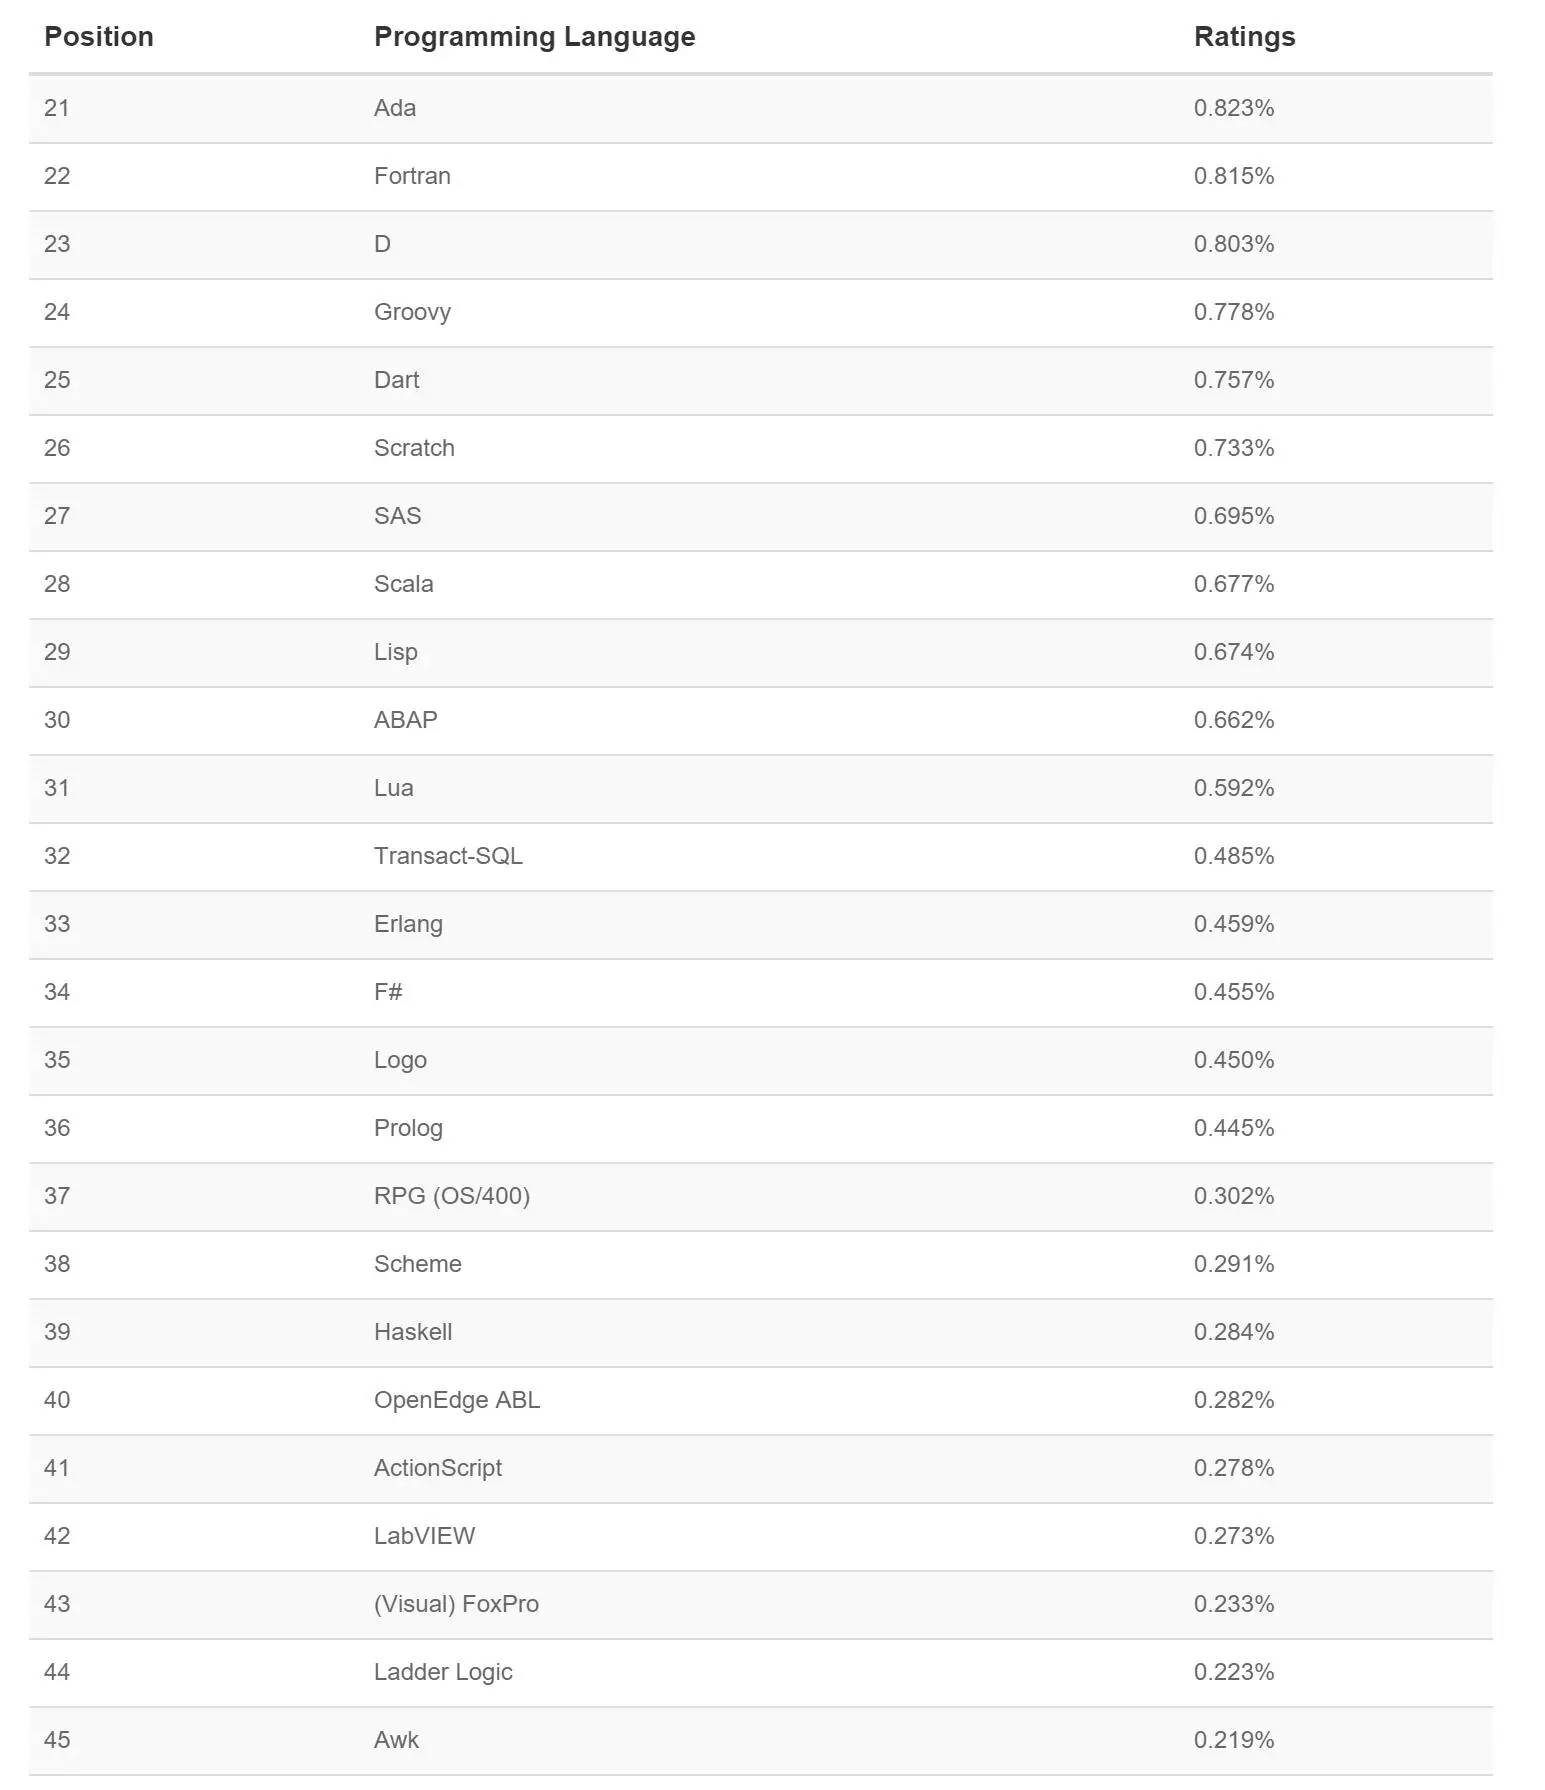 Position Programming Language Ratings
21 Ada 0.823%
22 Fortran 0.815%
23 D 0.803%
24 Groovy 0.778%
25 Dart 0.757%
26 Scratch 0.733%
27 SAS 0.695%
28 Scala 0.677%
29 Lisp 0.674%
30 ABAP 0.662%
31 Lua 0.592%
32 Transact-SQL 0.485%
33 Erlang 0.459%
34 F# 0.455%
35 Logo 0.450%
36 Prolog 0.445%
37 RPG (OS/400) 0.302%
38 Scheme 0.291%
39 Haskell 0.284%
40 OpenEdge ABL 0.282%
41 ActionScript 0.278%
42 LabVIEW 0.273%
43 (Visual) FoxPro 0.233%
44 Ladder Logic 0.223%
45 Awk 0.219%